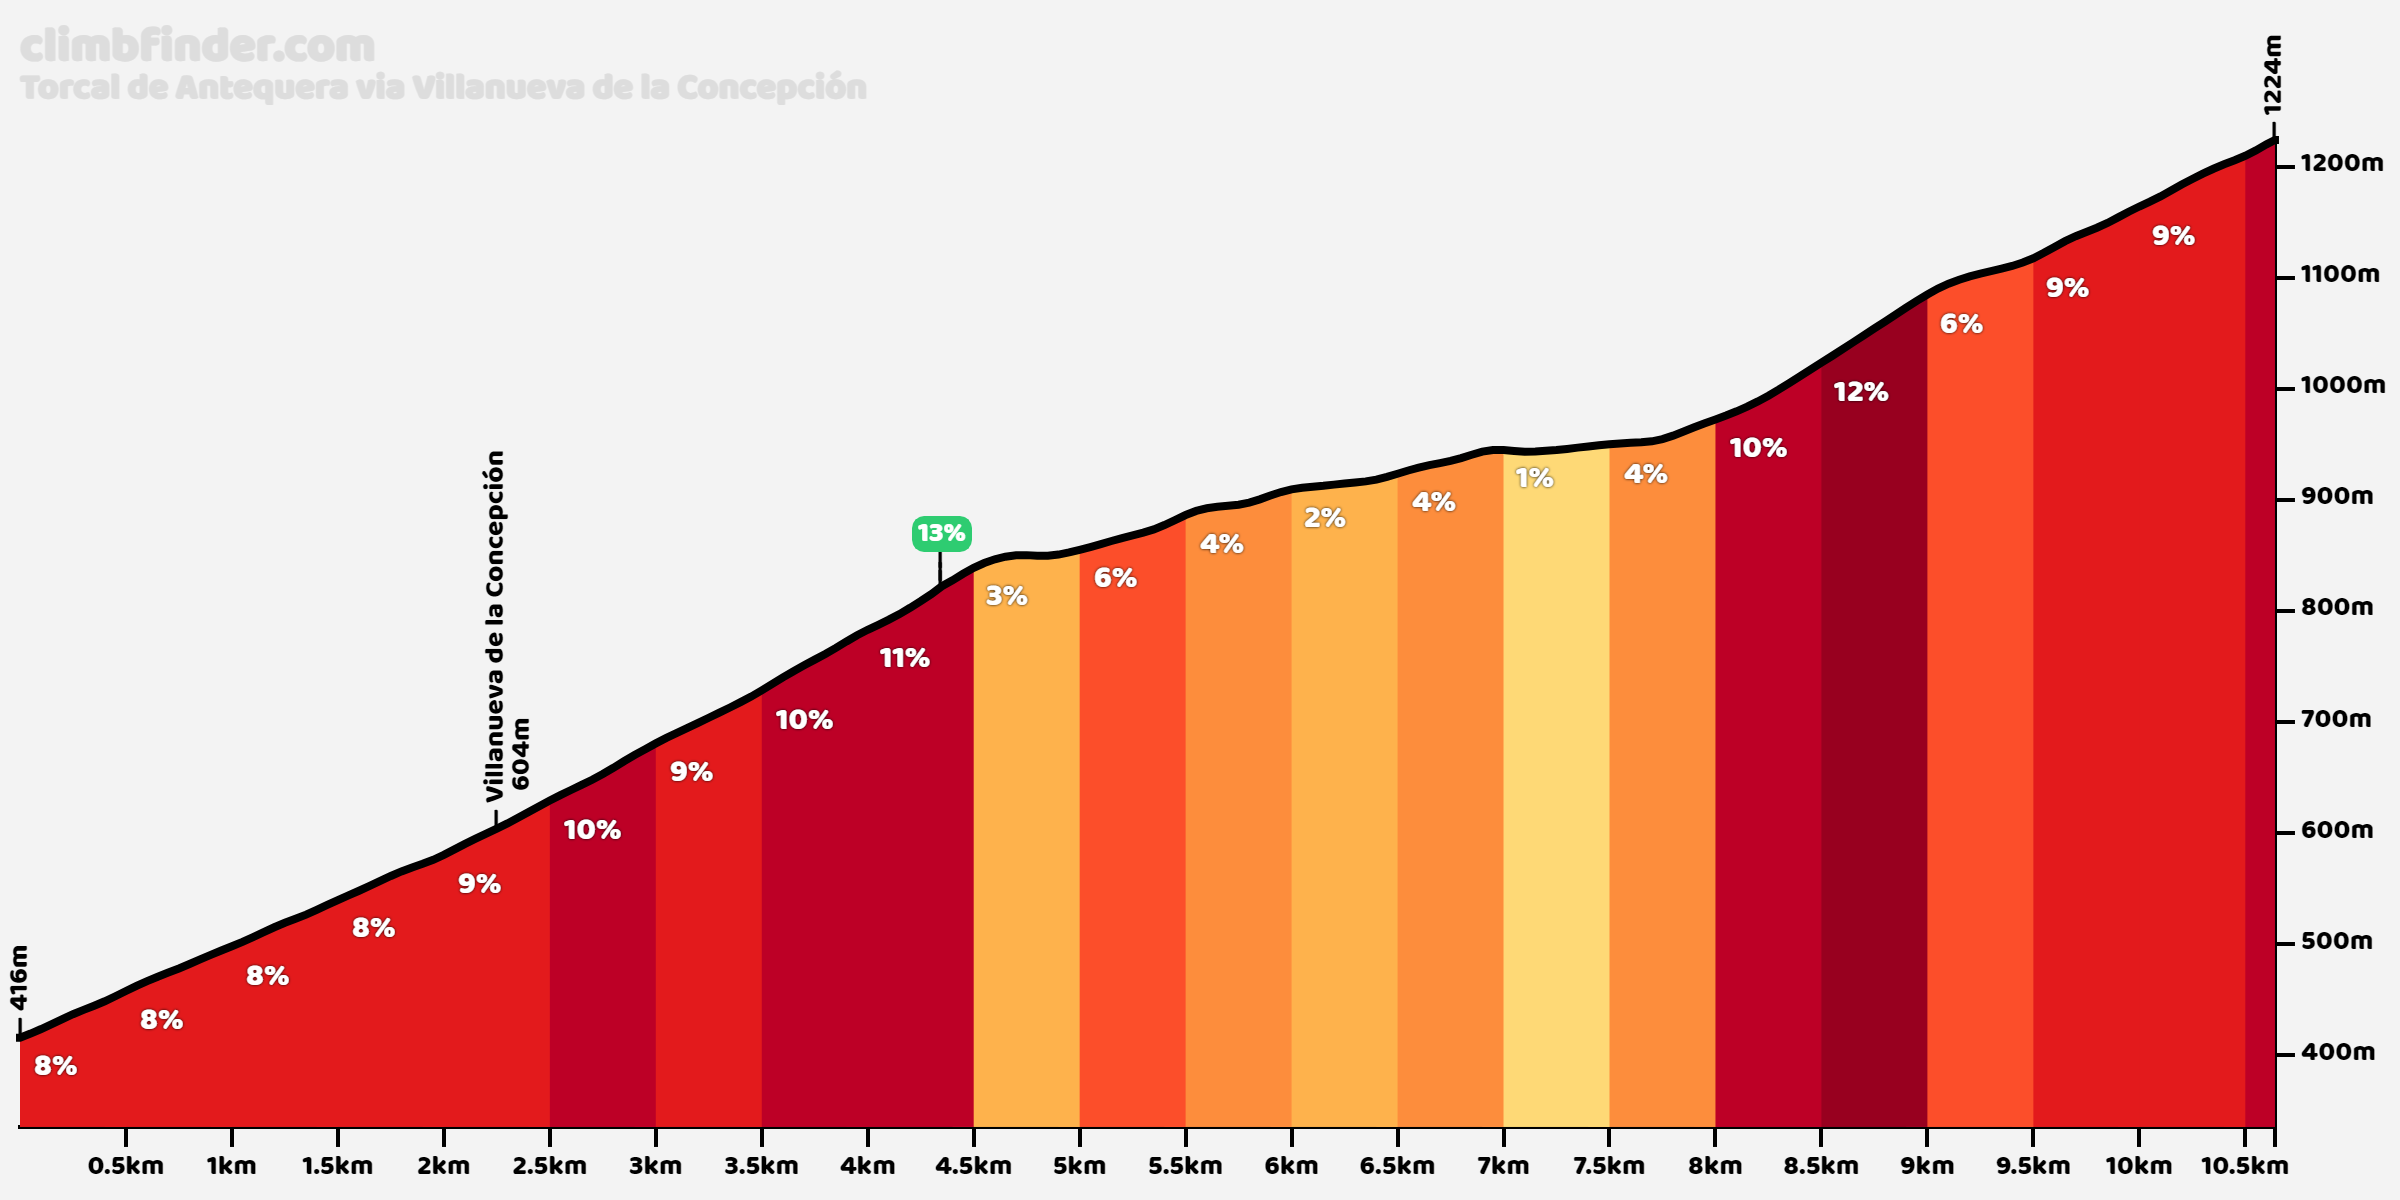 climbfinder.com
Torcal de Antequera via Villanueva de la Concepción
1224m
1200m
1100m
1000m
900m
800m
700m
600m
500m
400m
416m
Villanueva de la Concepción
604m
13%
8%
8%
8%
8%
9%
10%
9%
10%
11%
3%
6%
4%
2%
4%
1%
4%
10%
12%
6%
9%
9%
0.5km 1km 1.5km 2km 2.5km 3km 3.5km 4km 4.5km 5km 5.5km 6km 6.5km 7km 7.5km 8km 8.5km 9km 9.5km 10km 10.5km